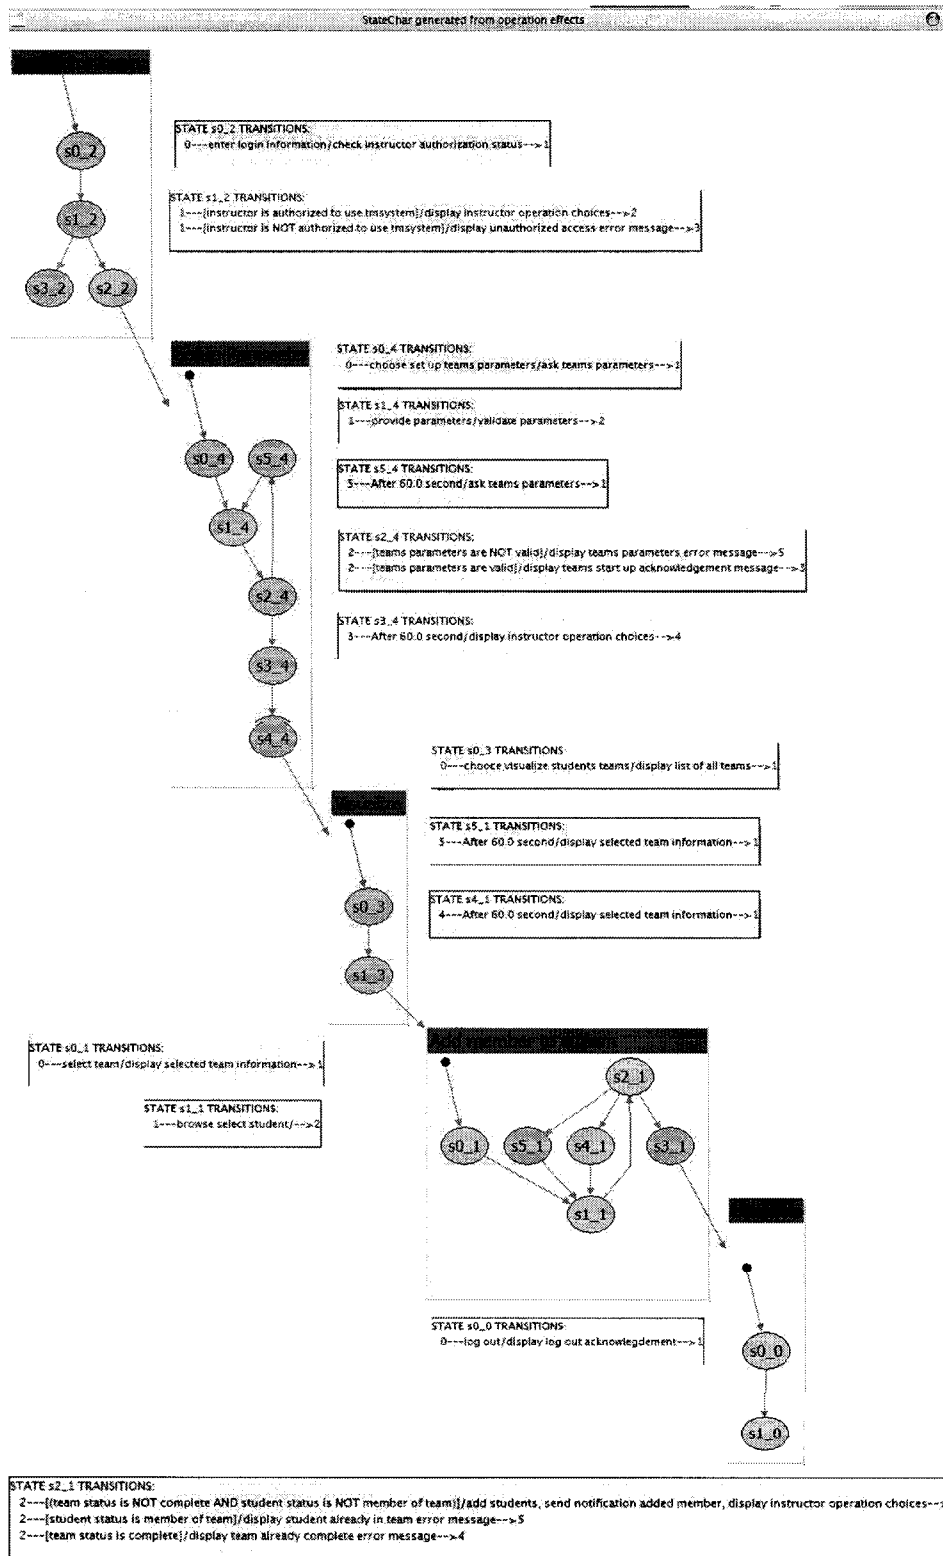 StateChar generated from operation effects
s0_2
STATE s0_2 TRANSITIONS:
0---enter login information/check instructor authorization status-->1
s1_2
STATE s1_2 TRANSITIONS:
1---[instructor is authorized to use tmsystem]/display instructor operation choices-->2
1---[instructor is NOT authorized to use tmsystem]/display unauthorized access error message-->3
s3_2
s2_2
STATE s0_4 TRANSITIONS:
0---choose set up teams parameters/ask teams parameters-->1
STATE s1_4 TRANSITIONS:
1---provide parameters/validate parameters-->2
s0_4
s5_4
STATE s5_4 TRANSITIONS:
5---After 60.0 second/ask teams parameters-->1
s1_4
STATE s2_4 TRANSITIONS:
2---[teams parameters are NOT valid]/display teams parameters error message-->5
2---[teams parameters are valid]/display teams start up acknowledgement message-->3
s2_4
STATE s3_4 TRANSITIONS:
3---After 60.0 second/display instructor operation choices-->4
s3_4
s4_4
STATE s0_3 TRANSITIONS
0---chooce visualize students teams/display list of all teams-->1
STATE s5_1 TRANSITIONS:
5---After 60.0 second/display selected team information-->1
s0_3
STATE s4_1 TRANSITIONS:
4---After 60.0 second/display selected team information-->1
s1_3
Add member to a team
STATE s0_1 TRANSITIONS:
0---select team/display selected team information-->1
s2_1
STATE s1_1 TRANSITIONS:
1---browse select student/-->2
s0_1
s5_1
s4_1
s3_1
s1_1
STATE s0_0 TRANSITIONS:
0---log out/display log out acknowlegdement-->1
s0_0
s1_0
STATE s2_1 TRANSITIONS:
2---[(team status is NOT complete AND student status is NOT member of team)]/add students, send notification added member, display instructor operation choices-->
2---[student status is member of team]/display student already in team error message-->5
2---[team status is complete]/display team already complete error message-->4